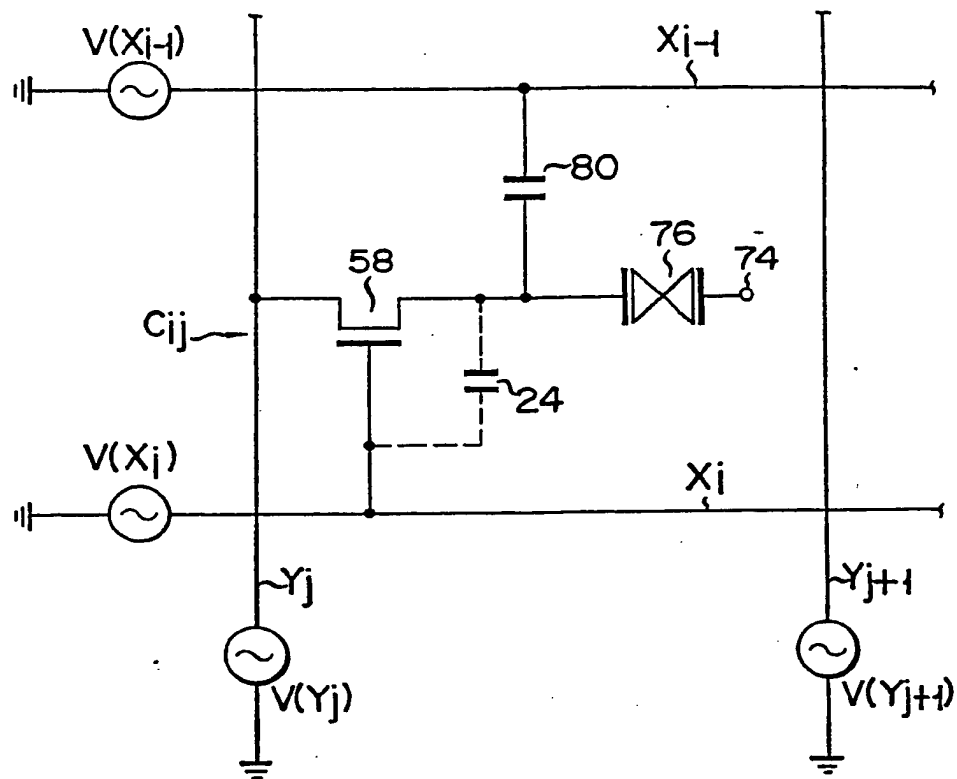 V(Xi-1)
Xi-1
80
76
74
58
Cij
24
V(Xi)
Xi
Yj
Yj+1
V(Yj)
V(Yj+1)